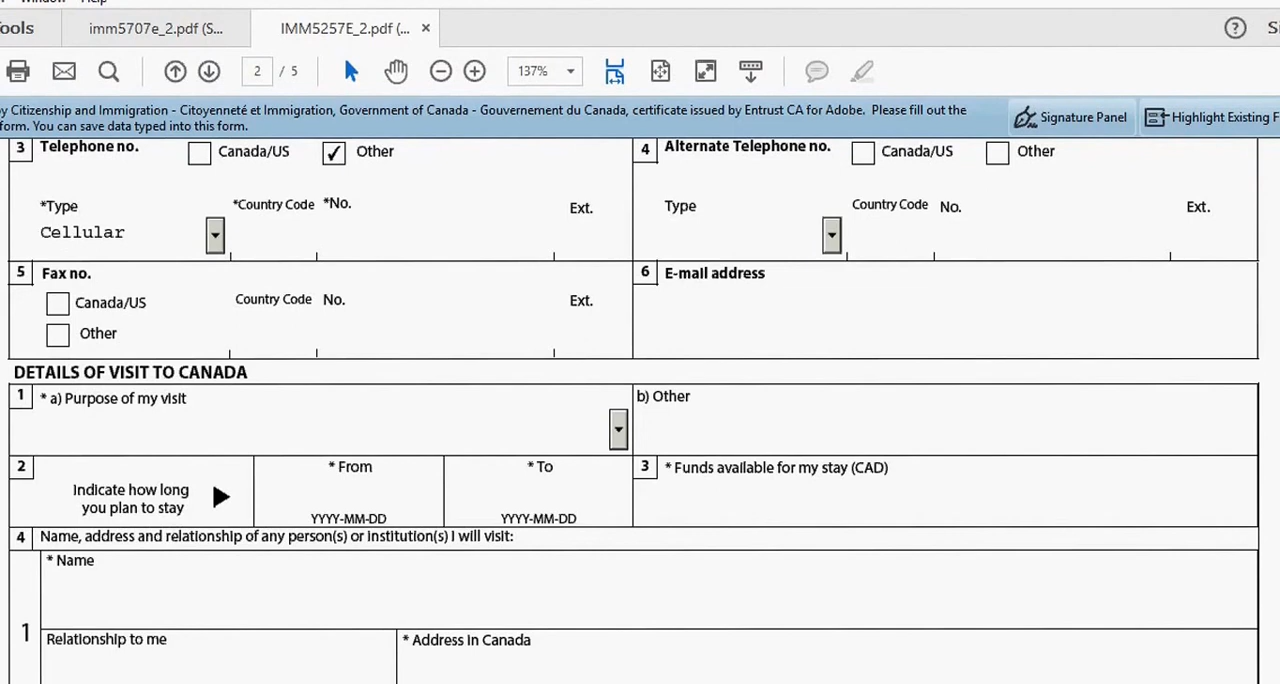 Window Help
ools
imm5707e_2.pdf (S...
IMM5257E_2.pdf (...
2 / 5
137%
by Citizenship and Immigration - Citoyenneté et Immigration, Government of Canada - Gouvernement du Canada, certificate issued by Entrust CA for Adobe. Please fill out the
form. You can save data typed into this form.
Signature Panel
Highlight Existing F
3 Telephone no. Canada/US Other
*Type *Country Code *No. Ext.
Cellular
4 Alternate Telephone no. Canada/US Other
Type Country Code No. Ext.
5 Fax no.
Canada/US Country Code No. Ext.
Other
6 E-mail address
DETAILS OF VISIT TO CANADA
1 * a) Purpose of my visit
b) Other
2 Indicate how long
you plan to stay
* From
YYYY-MM-DD
* To
YYYY-MM-DD
3 * Funds available for my stay (CAD)
4 Name, address and relationship of any person(s) or institution(s) I will visit:
1
* Name
Relationship to me
* Address in Canada